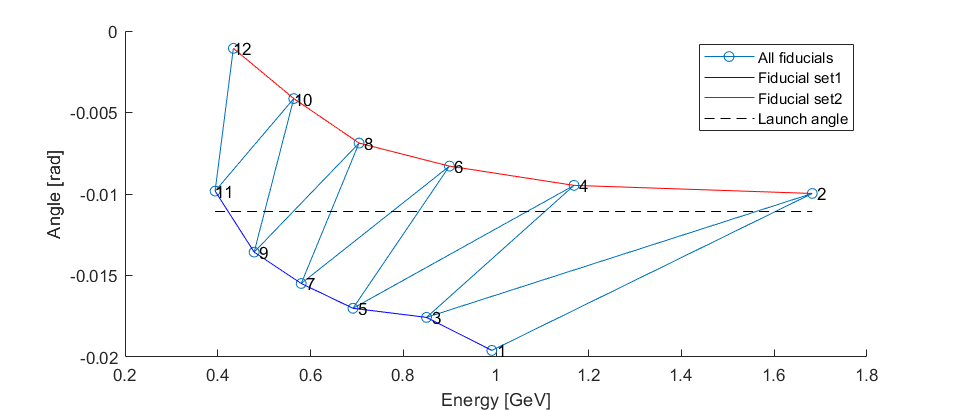 0
-0.005
-0.01
-0.015
-0.02
Angle [rad]
0.2 0.4 0.6 0.8 1 1.2 1.4 1.6 1.8
Energy [GeV]
All fiducials
Fiducial set1
Fiducial set2
Launch angle
12
10
8
6
4
2
11
9
7
5
3
1